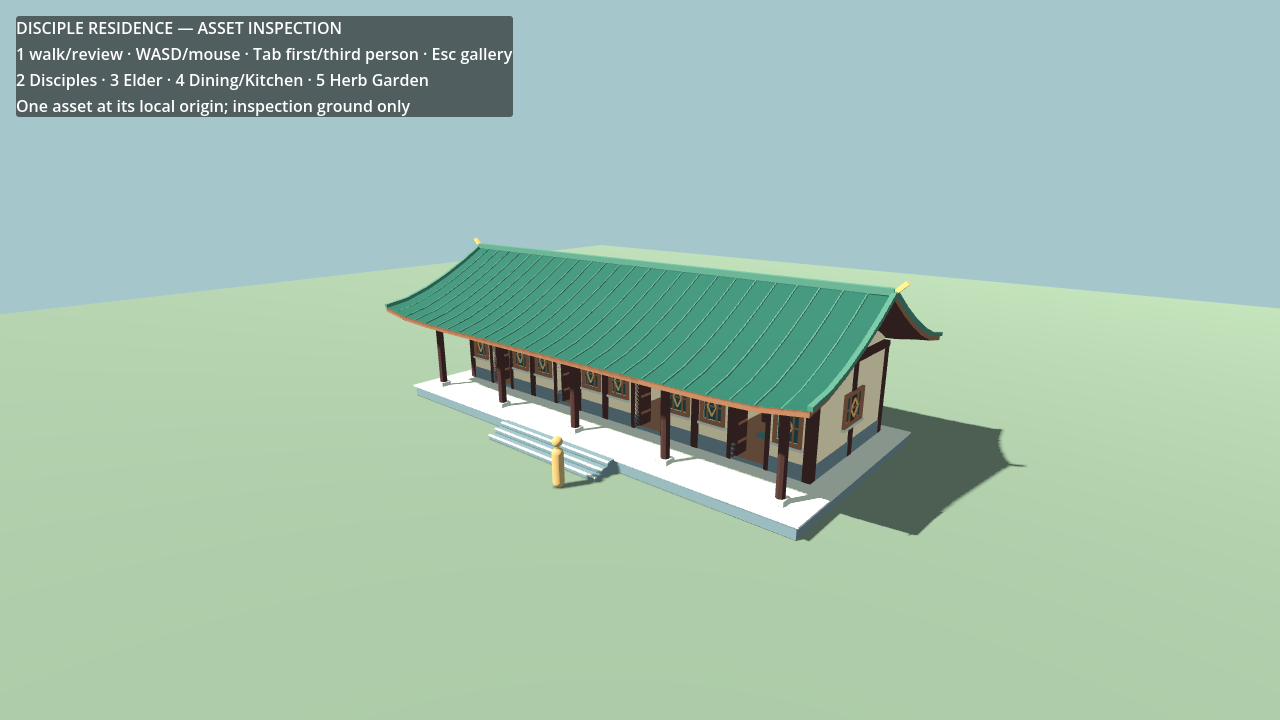 DISCIPLE RESIDENCE — ASSET INSPECTION
1 walk/review · WASD/mouse · Tab first/third person · Esc gallery
2 Disciples · 3 Elder · 4 Dining/Kitchen · 5 Herb Garden
One asset at its local origin; inspection ground only